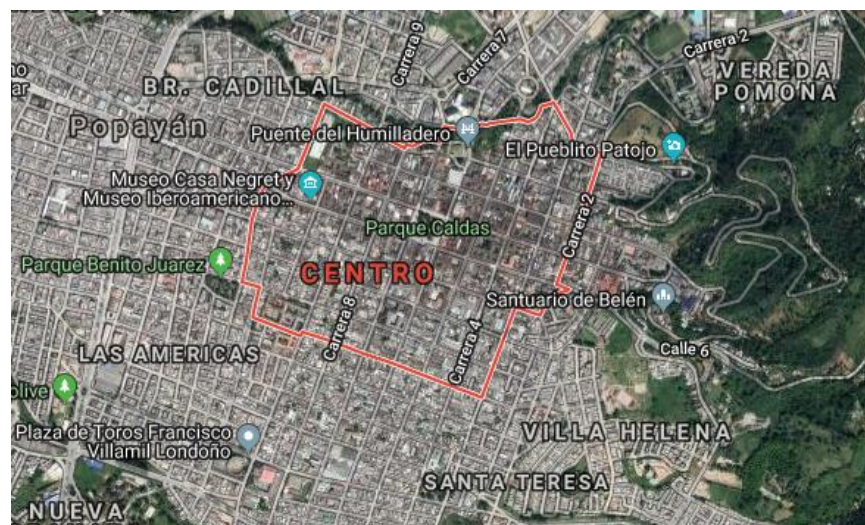 Carrera 9
Carrera 7
Carrera 2
BR. CADILLAL
VEREDA
POMONA
Popayán
Puente del Humilladero
El Pueblito Patojo
Museo Casa Negret y
Museo Iberoamericano...
Carrera 2
Parque Caldas
Parque Benito Juarez
CENTRO
Santuario de Belén
Carrera 8
Carrera 4
LAS AMERICAS
Calle 6
olive
Plaza de Toros Francisco
Villamil Londoño
VILLA HELENA
SANTA TERESA
NUEVA